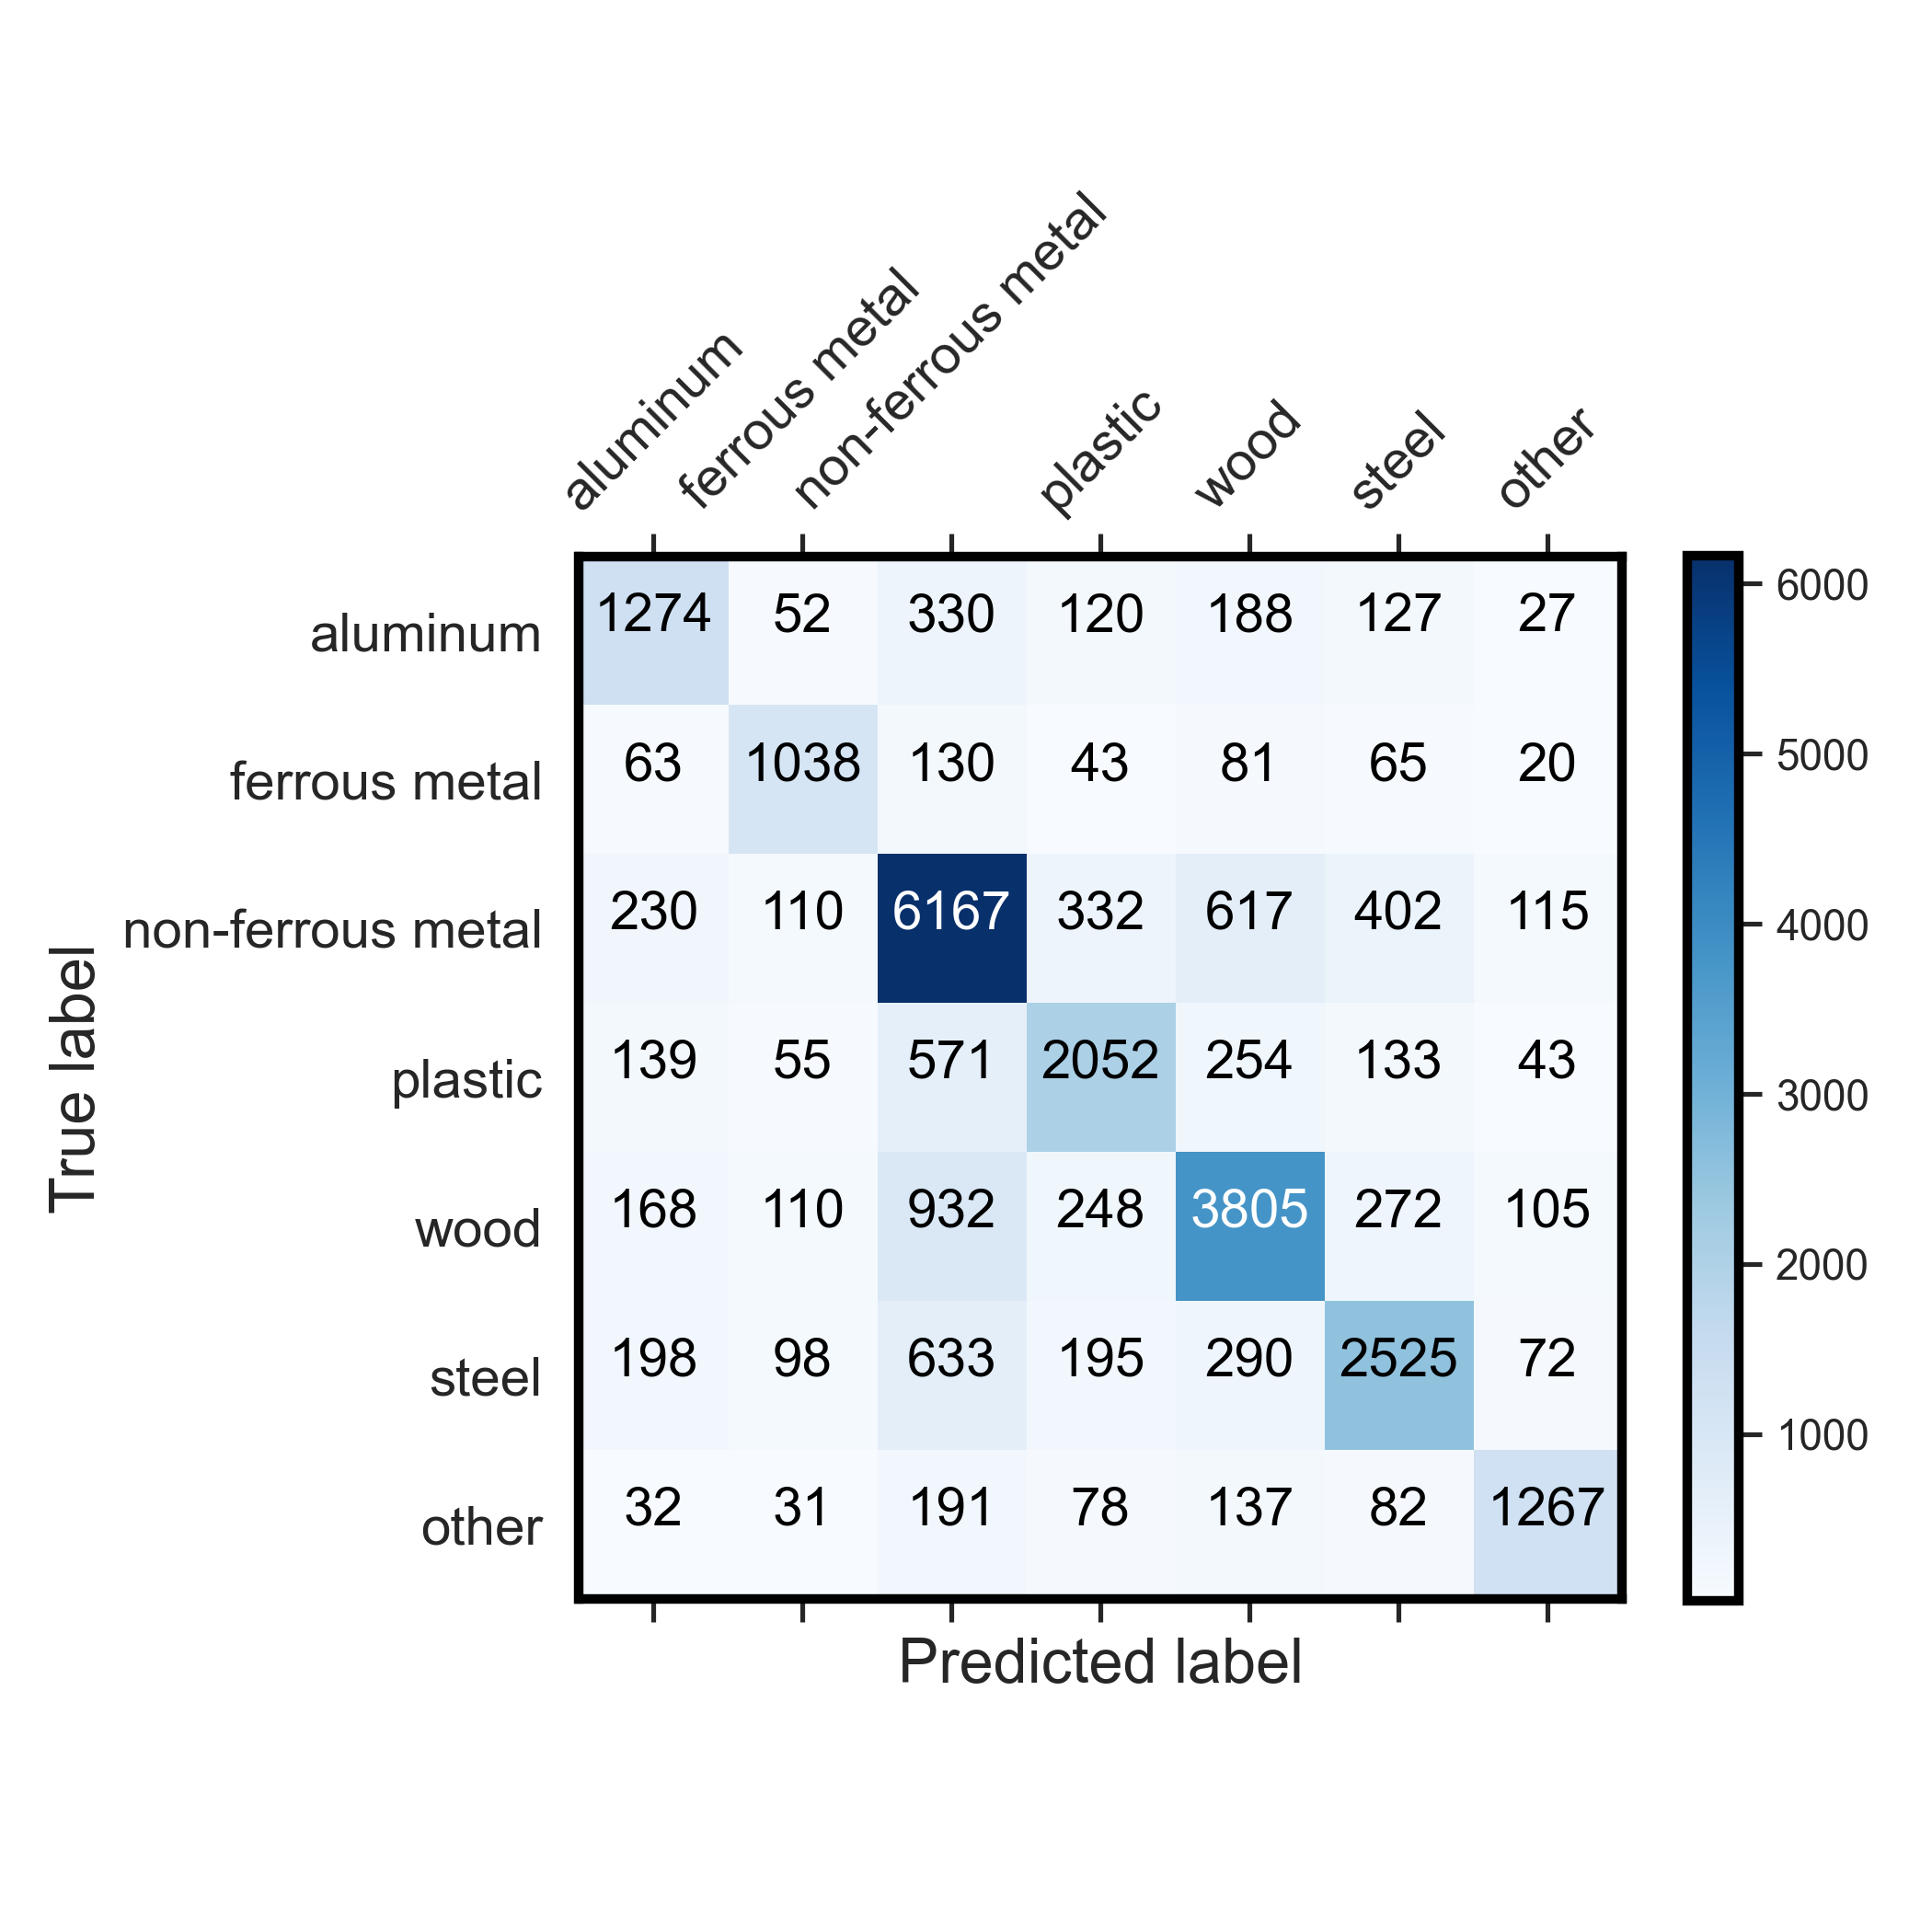 aluminum
ferrous metal
non-ferrous metal
plastic
wood
steel
other
aluminum 1274 52 330 120 188 127 27
ferrous metal 63 1038 130 43 81 65 20
non-ferrous metal 230 110 6167 332 617 402 115
plastic 139 55 571 2052 254 133 43
wood 168 110 932 248 3805 272 105
steel 198 98 633 195 290 2525 72
other 32 31 191 78 137 82 1267
True label
Predicted label
6000
5000
4000
3000
2000
1000